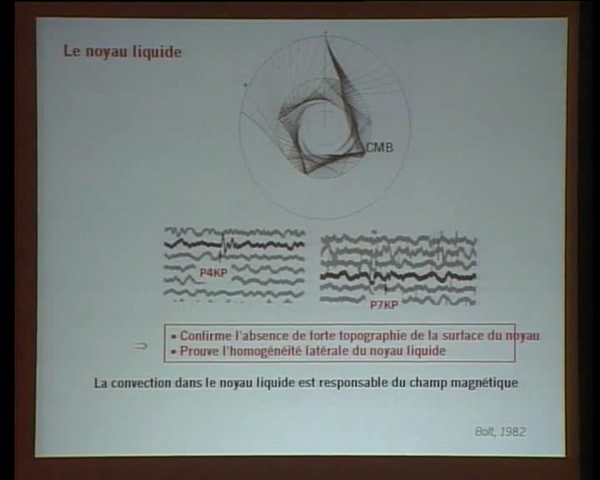 Le noyau liquide
CMB
P4KP
P7KP
• Confirme l'absence de forte topographie de la surface du noyau
• Prouve l'homogénéité latérale du noyau liquide
⇒
La convection dans le noyau liquide est responsable du champ magnétique
Bolt, 1982